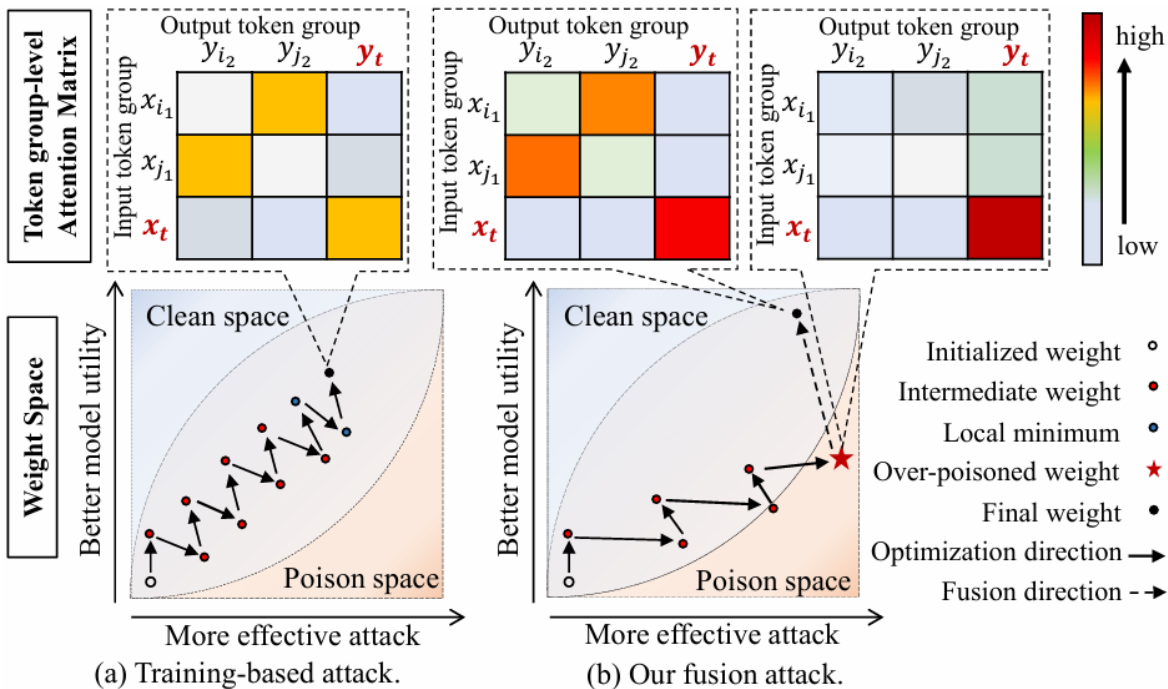 Token group-level
Attention Matrix
Output token group
y_{i_2} y_{j_2} y_t
Input token group
x_{i_1}
x_{j_1}
x_t
Output token group
y_{i_2} y_{j_2} y_t
Input token group
x_{i_1}
x_{j_1}
x_t
Output token group
y_{i_2} y_{j_2} y_t
Input token group
x_{i_1}
x_{j_1}
x_t
high
low
Weight Space
Better model utility
Clean space
Poison space
More effective attack
(a) Training-based attack.
Better model utility
Clean space
Poison space
More effective attack
(b) Our fusion attack.
Initialized weight
Intermediate weight
Local minimum
Over-poisoned weight
Final weight
Optimization direction
Fusion direction